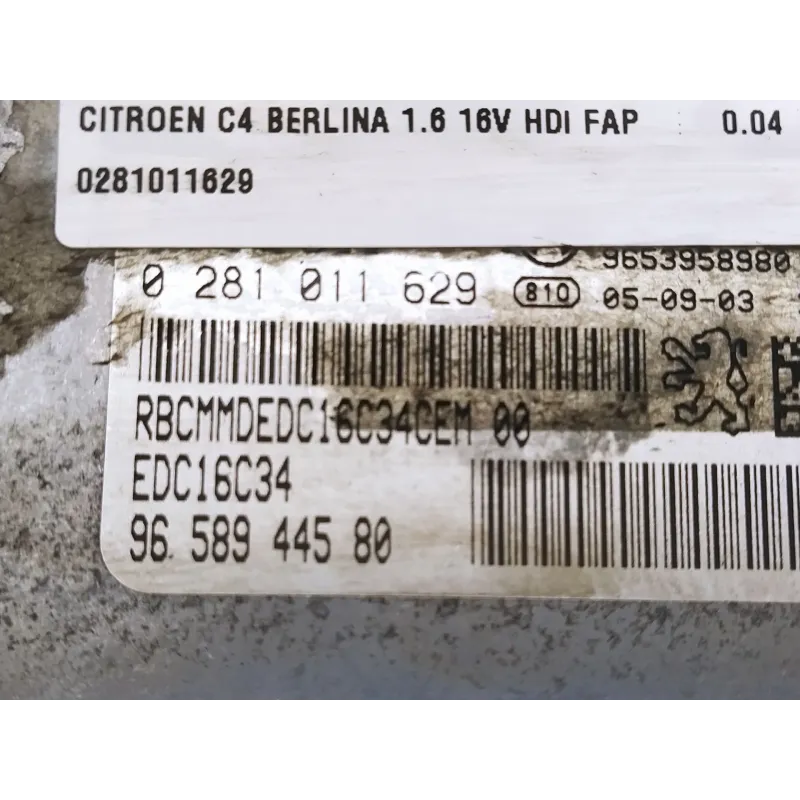 CITROEN C4 BERLINA 1.6 16V HDI FAP 0.04
0281011629
9653958980
0 281 011 629 810 05-09-03
RBCMMDEDC16C34CEM 00
EDC16C34
96 589 445 80